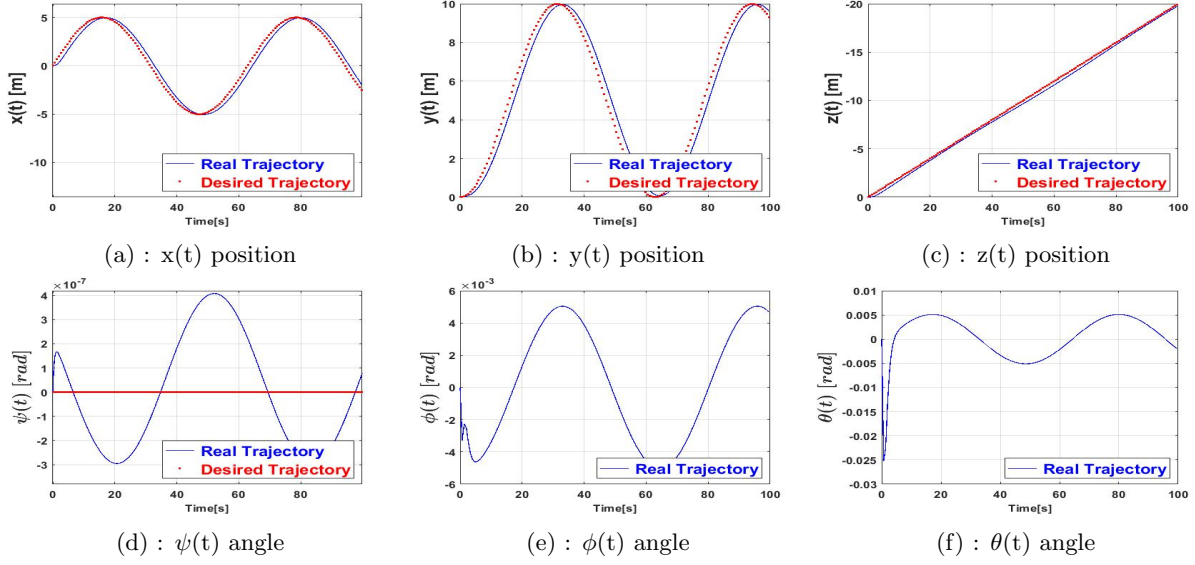 x(t) [m]
5
0
-5
-10
0 20 40 60 80
Time[s]
Real Trajectory
Desired Trajectory
(a) : x(t) position
y(t) [m]
10
8
6
4
2
0
0 20 40 60 80 100
Time[s]
Real Trajectory
Desired Trajectory
(b) : y(t) position
z(t) [m]
-20
-15
-10
-5
0
0 20 40 60 80 100
Time[s]
Real Trajectory
Desired Trajectory
(c) : z(t) position
×10⁻⁷
ψ(t) [rad]
4
3
2
1
0
-1
-2
-3
0 20 40 60 80
Time[s]
Real Trajectory
Desired Trajectory
(d) : ψ(t) angle
×10⁻³
ϕ(t) [rad]
6
4
2
0
-2
-4
-6
0 20 40 60 80 100
Time[s]
Real Trajectory
(e) : ϕ(t) angle
θ(t) [rad]
0.01
0.005
0
-0.005
-0.01
-0.015
-0.02
-0.025
-0.03
0 20 40 60 80 100
Time[s]
Real Trajectory
(f) : θ(t) angle